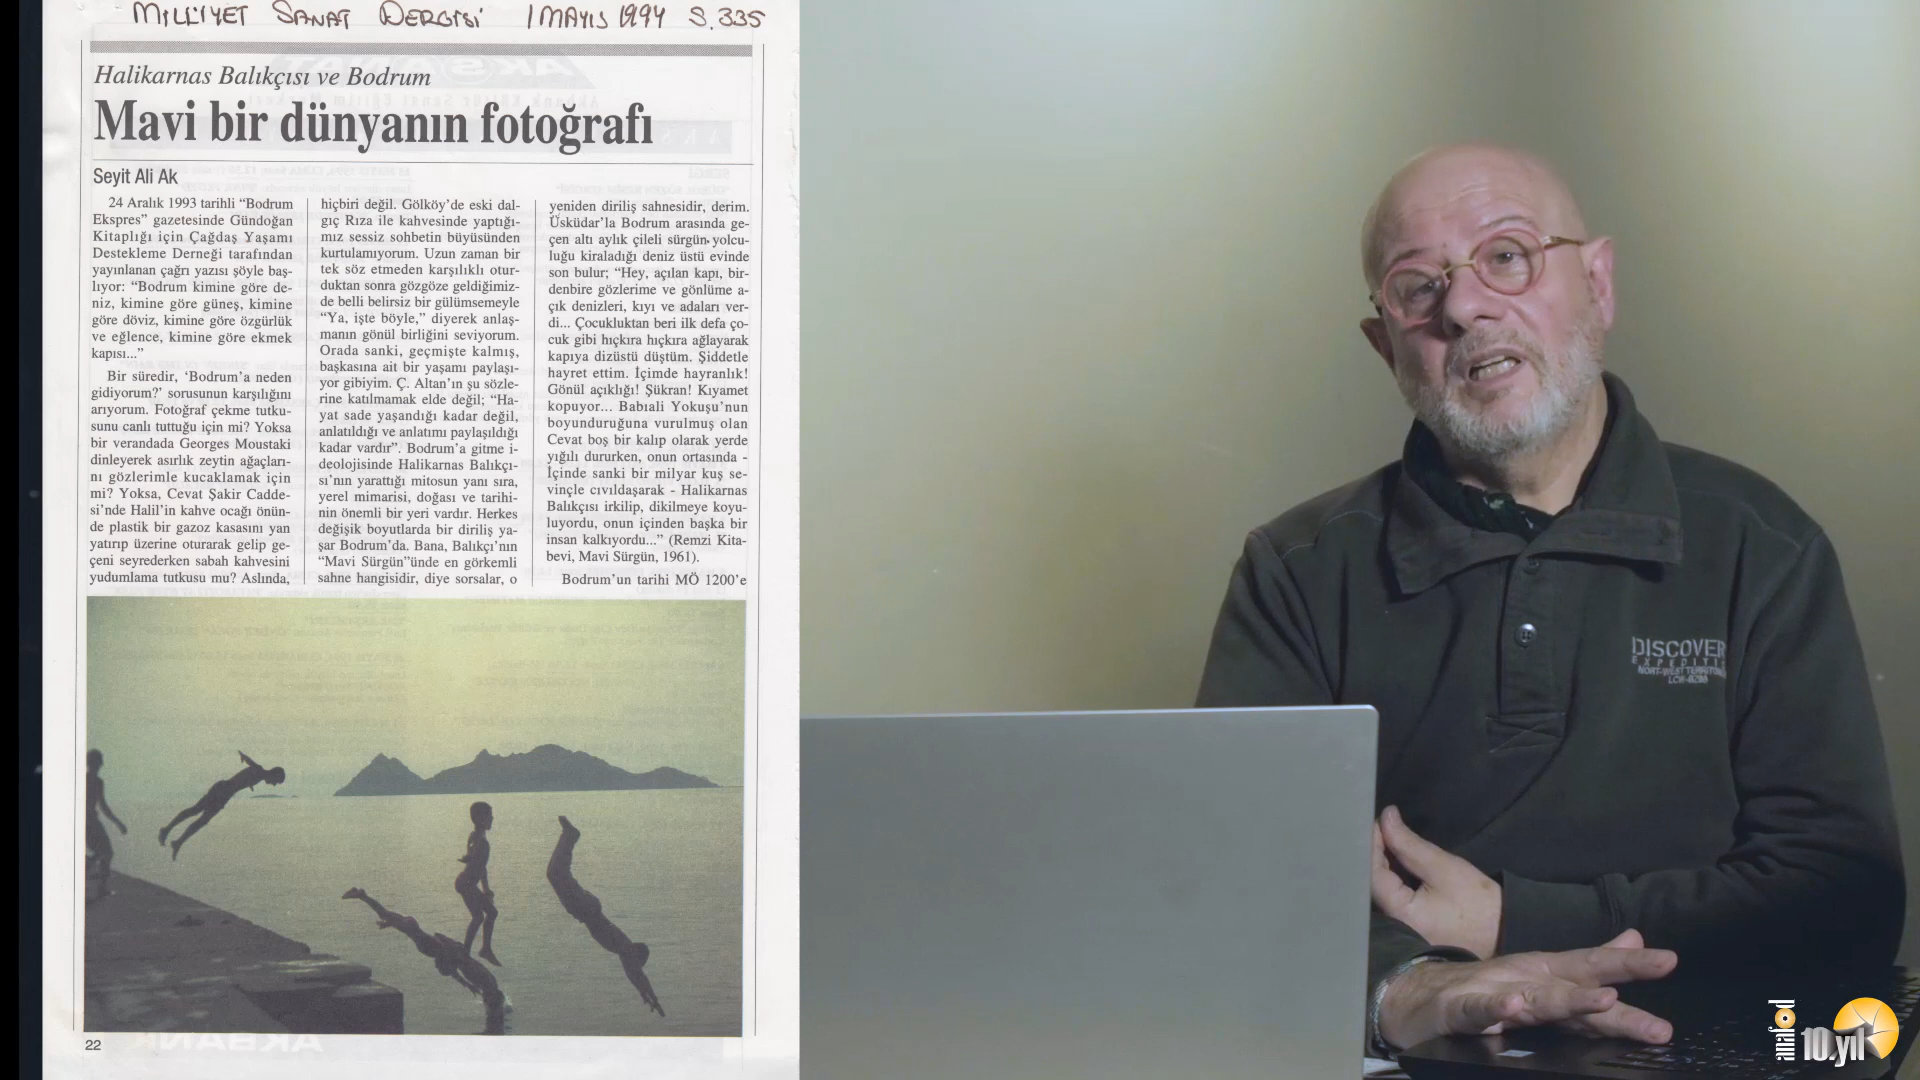 MİLLİYET SANAT DERGİSİ 1 MAYIS 1994 S.335
Halikarnas Balıkçısı ve Bodrum
Mavi bir dünyanın fotoğrafı
Seyit Ali Ak
24 Aralık 1993 tarihli “Bodrum
Ekspres” gazetesinde Gündoğan
Kitaplığı için Çağdaş Yaşamı
Destekleme Derneği tarafından
yayınlanan çağrı yazısı şöyle baş-
lıyor: “Bodrum kimine göre de-
niz, kimine göre güneş, kimine
göre döviz, kimine göre özgürlük
ve eğlence, kimine göre ekmek
kapısı...”
Bir süredir, ‘Bodrum’a neden
gidiyorum?’ sorusunun karşılığını
arıyorum. Fotoğraf çekme tutku-
sunu canlı tuttuğu için mi? Yoksa
bir verandada Georges Moustaki
dinleyerek asırlık zeytin ağaçları-
nı gözlerimle kucaklamak için
mi? Yoksa, Cevat Şakir Cadde-
si’nde Halil’in kahve ocağı önün-
de plastik bir gazoz kasasını yan
yatırıp üzerine oturarak gelip ge-
çeni seyrederken sabah kahvesini
yudumlama tutkusu mu? Aslında,
hiçbiri değil. Gölköy’de eski dal-
gıç Rıza ile kahvesinde yaptığı-
mız sessiz sohbetin büyüsünden
kurtulamıyorum. Uzun zaman bir
tek söz etmeden karşılıklı otur-
duktan sonra gözgöze geldiğimiz-
de belli belirsiz bir gülümsemeyle
“Ya, işte böyle,” diyerek anlaş-
manın gönül birliğini seviyorum.
Orada sanki, geçmişte kalmış,
başkasına ait bir yaşamı paylaşı-
yor gibiyim. Ç. Altan’ın şu sözle-
rine katılmamak elde değil; “Ha-
yat sade yaşandığı kadar değil,
anlatıldığı ve anlatımı paylaşıldığı
kadar vardır”. Bodrum’a gitme i-
deolojisinde Halikarnas Balıkçı-
sı’nın yarattığı mitosun yanı sıra,
yerel mimarisi, doğası ve tarihi-
nin önemli bir yeri vardır. Herkes
değişik boyutlarda bir diriliş ya-
şar Bodrum’da. Bana, Balıkçı’nın
“Mavi Sürgün”ünde en görkemli
sahne hangisidir, diye sorsalar, o
yeniden diriliş sahnesidir, derim.
Üsküdar’la Bodrum arasında ge-
çen altı aylık çileli sürgün yolcu-
luğu kiraladığı deniz üstü evinde
son bulur; “Hey, açılan kapı, bir-
denbire gözlerime ve gönlüme a-
çık denizleri, kıyı ve adaları ver-
di... Çocukluktan beri ilk defa ço-
cuk gibi hıçkıra hıçkıra ağlayarak
kapıya dizüstü düştüm. Şiddetle
hayret ettim. İçimde hayranlık!
Gönül açıklığı! Şükran! Kıyamet
kopuyor... Babıali Yokuşu’nun
boyunduruğuna vurulmuş olan
Cevat boş bir kalıp olarak yerde
yığılı dururken, onun ortasında -
İçinde sanki bir milyar kuş se-
vinçle cıvıldaşarak - Halikarnas
Balıkçısı irkilip, dikilmeye koyu-
luyordu, onun içinden başka bir
insan kalkıyordu...” (Remzi Kita-
bevi, Mavi Sürgün, 1961).
Bodrum’un tarihi MÖ 1200’e
22
DISCOVER
EXPEDITI
NORT-WEST TERRITOR
anafod
10.yıl